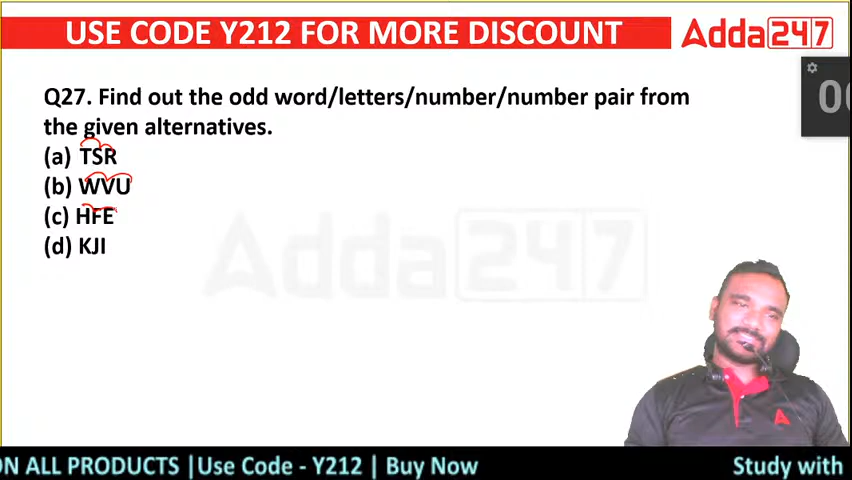 USE CODE Y212 FOR MORE DISCOUNT
Adda247
Q27. Find out the odd word/letters/number/number pair from
the given alternatives.
(a) TSR
(b) WVU
(c) HFE
(d) KJI
Adda247
ON ALL PRODUCTS |Use Code - Y212 | Buy Now
Study with